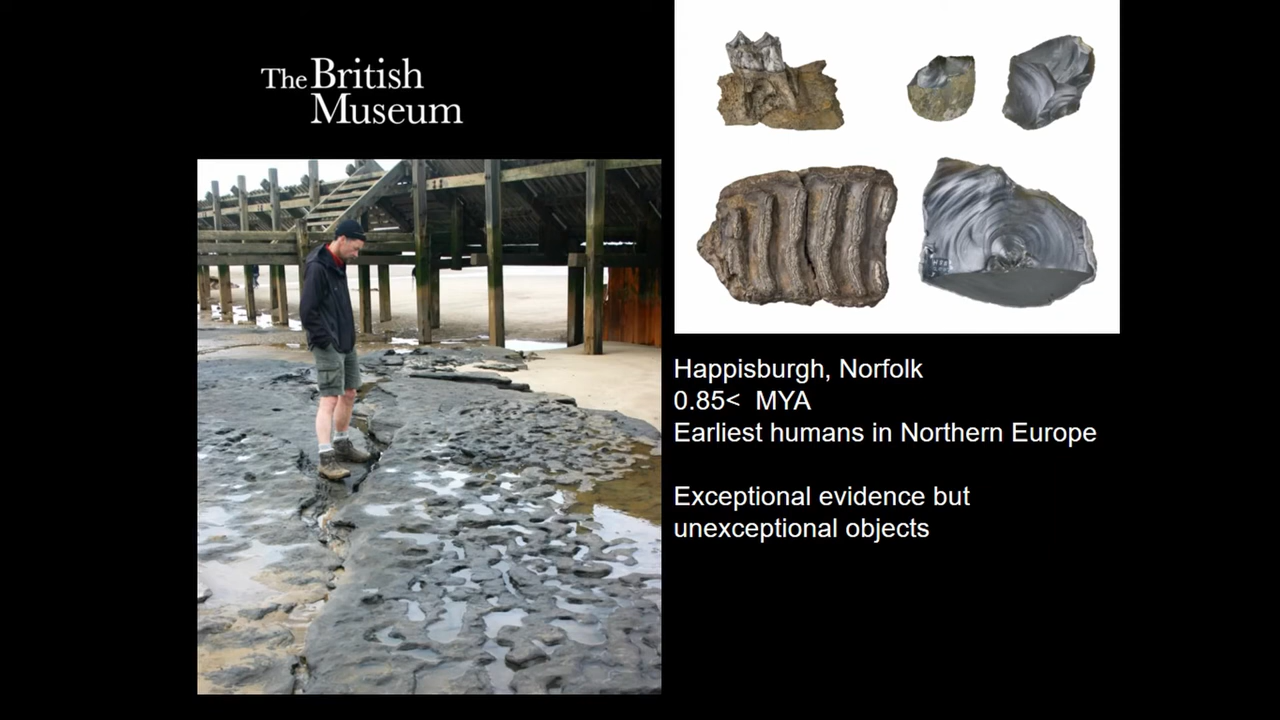 The British
Museum
Happisburgh, Norfolk
0.85<  MYA
Earliest humans in Northern Europe
Exceptional evidence but
unexceptional objects